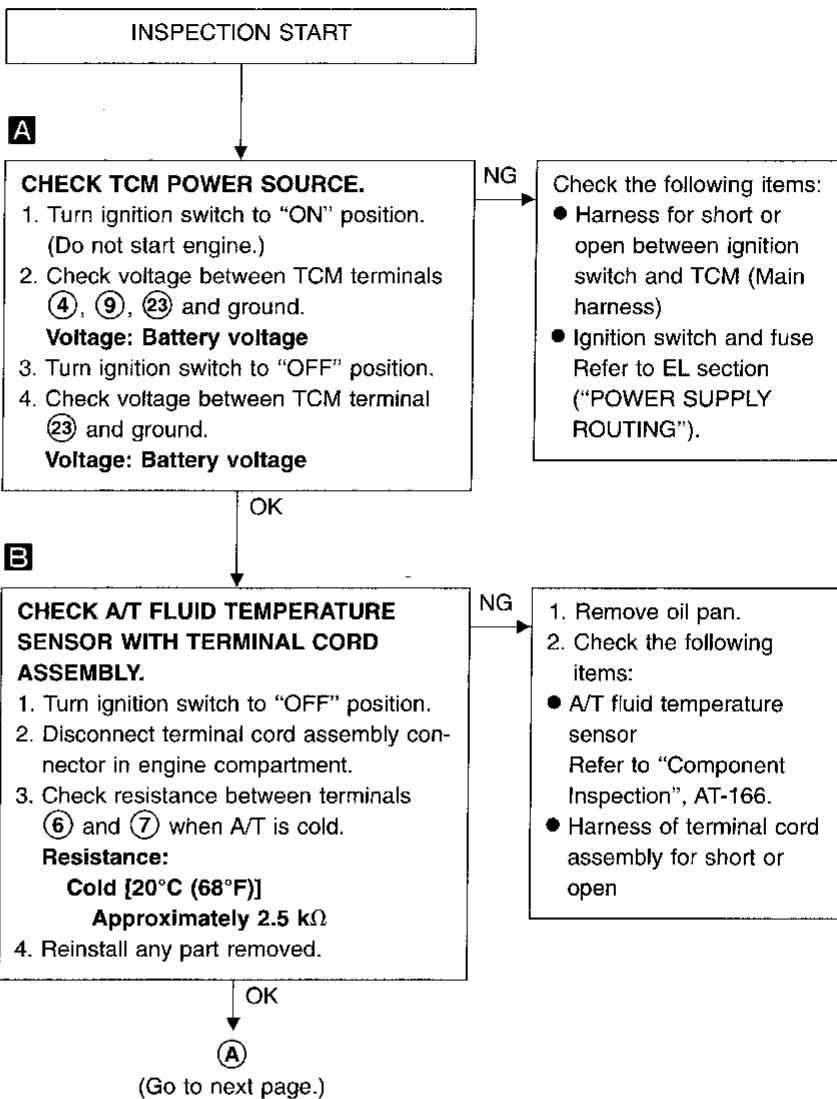 INSPECTION START
A
CHECK TCM POWER SOURCE.
1. Turn ignition switch to “ON” position.
(Do not start engine.)
2. Check voltage between TCM terminals
④, ⑨, ㉓ and ground.
Voltage: Battery voltage
3. Turn ignition switch to “OFF” position.
4. Check voltage between TCM terminal
㉓ and ground.
Voltage: Battery voltage
NG
Check the following items:
● Harness for short or
open between ignition
switch and TCM (Main
harness)
● Ignition switch and fuse
Refer to EL section
(“POWER SUPPLY
ROUTING”).
OK
B
CHECK A/T FLUID TEMPERATURE
SENSOR WITH TERMINAL CORD
ASSEMBLY.
1. Turn ignition switch to “OFF” position.
2. Disconnect terminal cord assembly con-
nector in engine compartment.
3. Check resistance between terminals
⑥ and ⑦ when A/T is cold.
Resistance:
Cold [20°C (68°F)]
Approximately 2.5 kΩ
4. Reinstall any part removed.
NG
1. Remove oil pan.
2. Check the following
items:
● A/T fluid temperature
sensor
Refer to “Component
Inspection”, AT-166.
● Harness of terminal cord
assembly for short or
open
OK
Ⓐ
(Go to next page.)